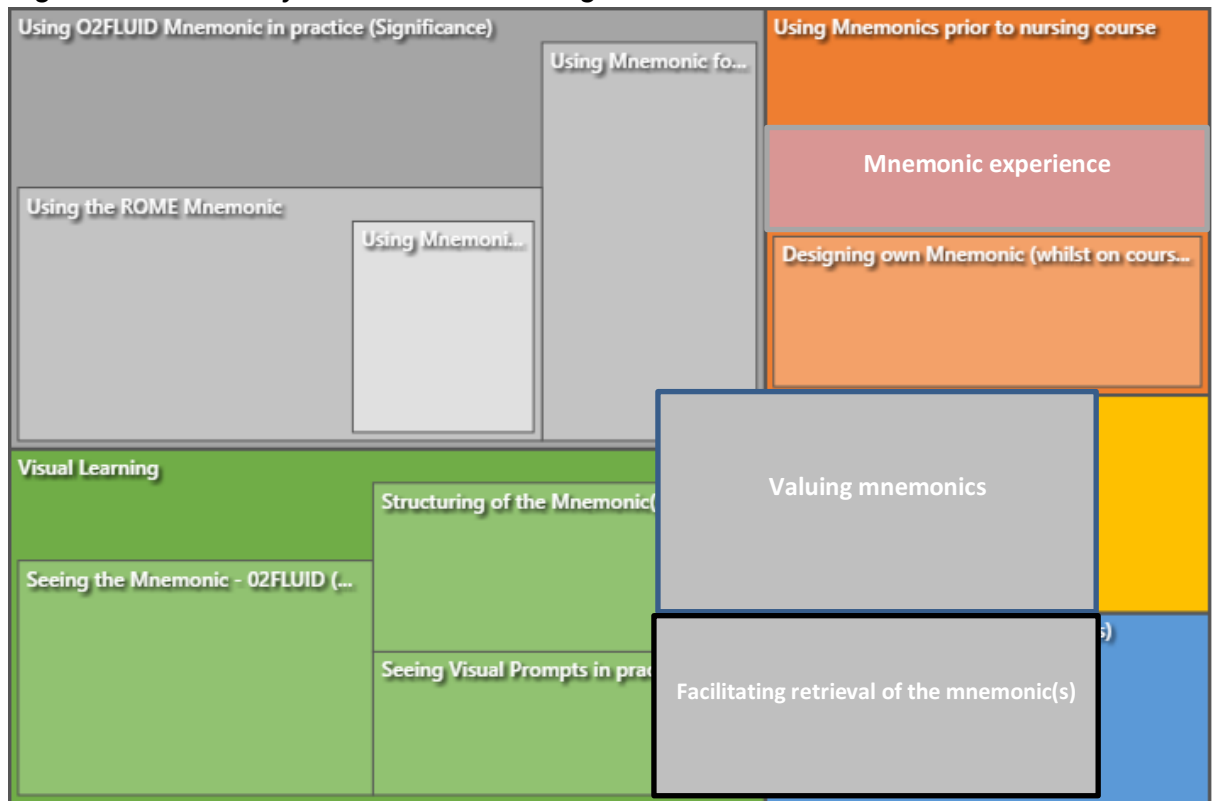 Using O2FLUID Mnemonic in practice (Significance)
Using Mnemonic fo...
Using the ROME Mnemonic
Using Mnemoni...
Using Mnemonics prior to nursing course
Mnemonic experience
Designing own Mnemonic (whilst on cours...
Visual Learning
Structuring of the Mnemonic(
Seeing the Mnemonic - 02FLUID (...
Seeing Visual Prompts in prac
Valuing mnemonics
s)
Facilitating retrieval of the mnemonic(s)